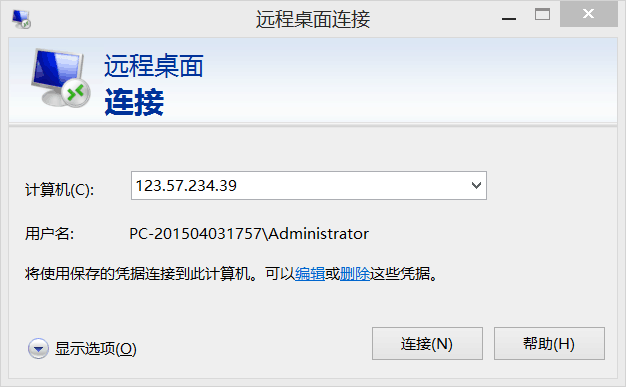 远程桌面连接
远程桌面
连接
计算机(C): 123.57.234.39
用户名: PC-201504031757\Administrator
将使用保存的凭据连接到此计算机。可以编辑或删除这些凭据。
显示选项(O) 连接(N) 帮助(H)